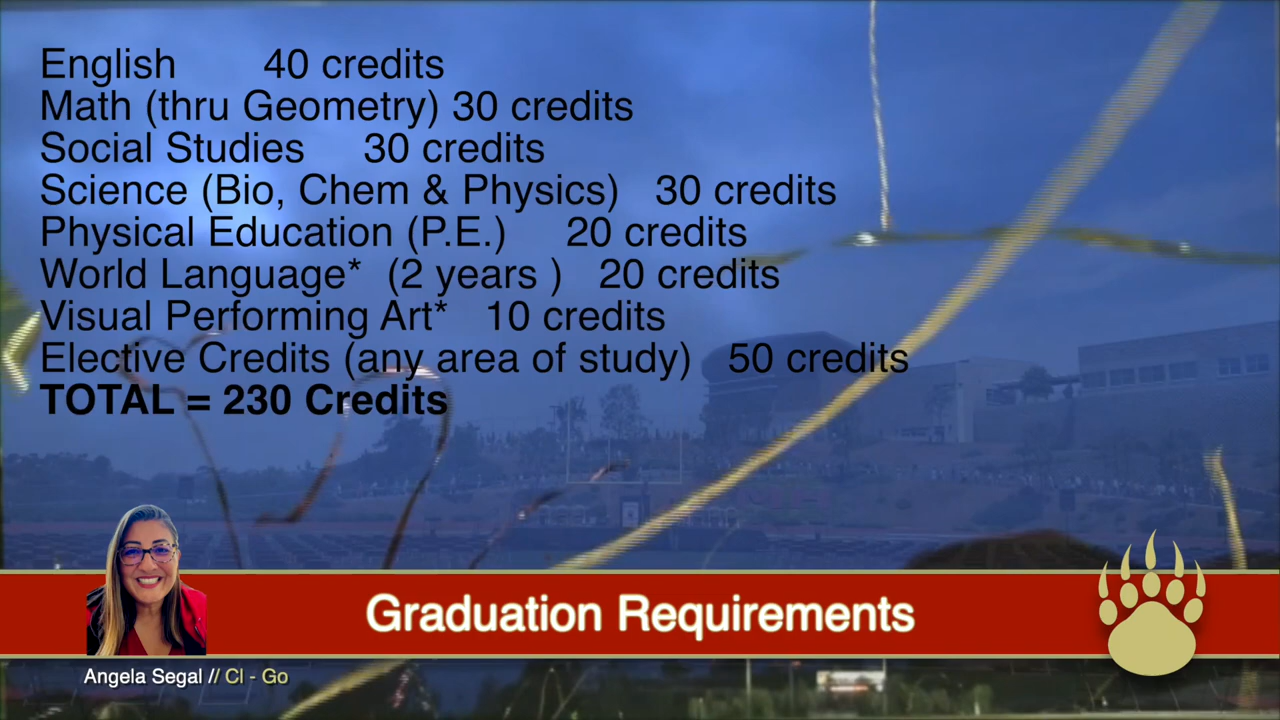 English 40 credits
Math (thru Geometry) 30 credits
Social Studies 30 credits
Science (Bio, Chem & Physics) 30 credits
Physical Education (P.E.) 20 credits
World Language* (2 years ) 20 credits
Visual Performing Art* 10 credits
Elective Credits (any area of study) 50 credits
TOTAL = 230 Credits
Graduation Requirements
Angela Segal // Cl - Go